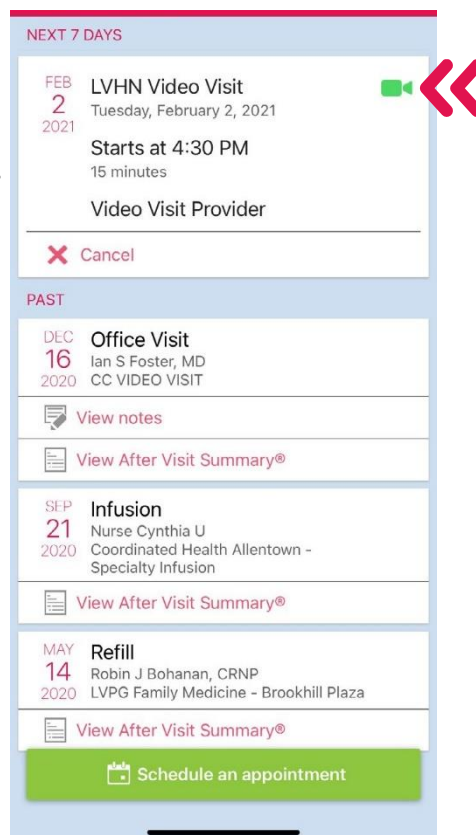 NEXT 7 DAYS
FEB
2
2021
LVHN Video Visit
Tuesday, February 2, 2021
Starts at 4:30 PM
15 minutes
Video Visit Provider
Cancel
PAST
DEC
16
2020
Office Visit
Ian S Foster, MD
CC VIDEO VISIT
View notes
View After Visit Summary®
SEP
21
2020
Infusion
Nurse Cynthia U
Coordinated Health Allentown -
Specialty Infusion
View After Visit Summary®
MAY
14
2020
Refill
Robin J Bohanan, CRNP
LVPG Family Medicine - Brookhill Plaza
View After Visit Summary®
Schedule an appointment